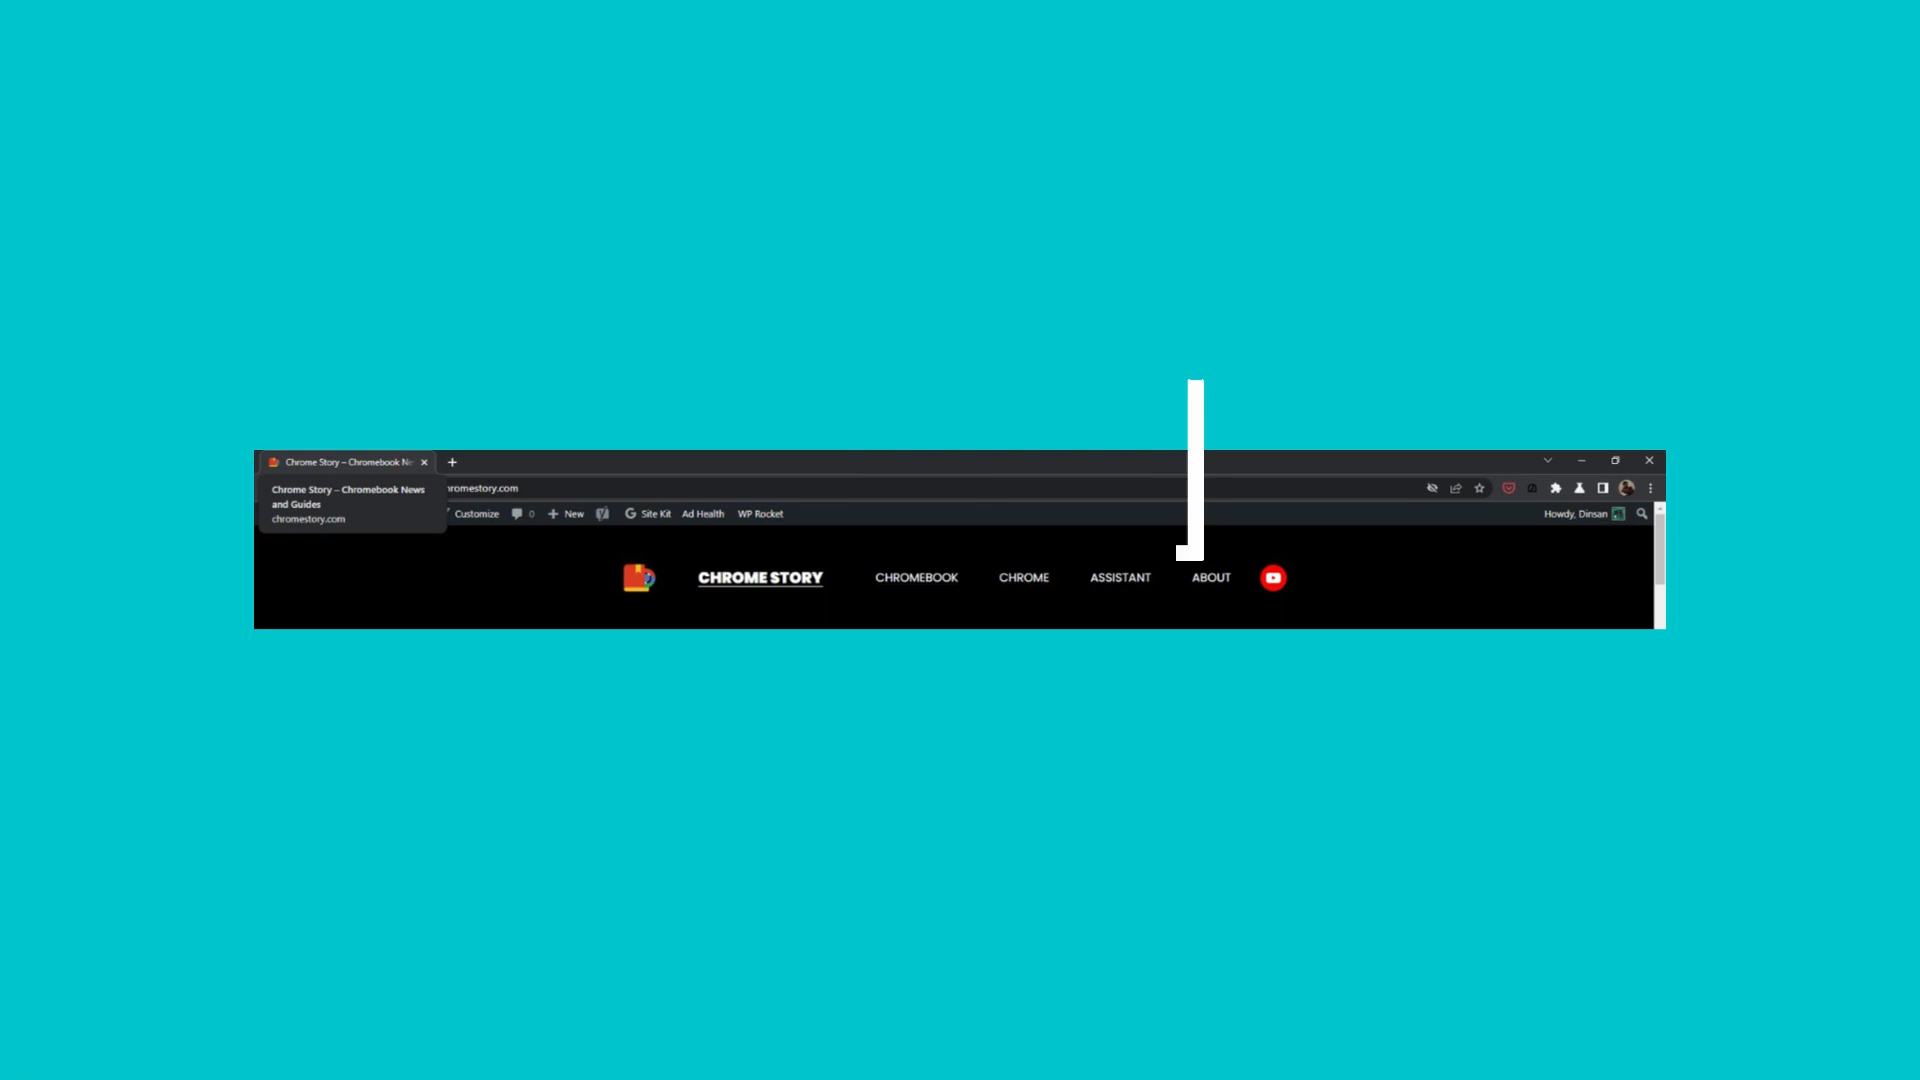 Chrome Story – Chromebook Ne
Chrome Story – Chromebook News
and Guides
chromestory.com
romestory.com
Customize 0 New G Site Kit Ad Health WP Rocket
Howdy, Dinsan
CHROME STORY CHROMEBOOK CHROME ASSISTANT ABOUT